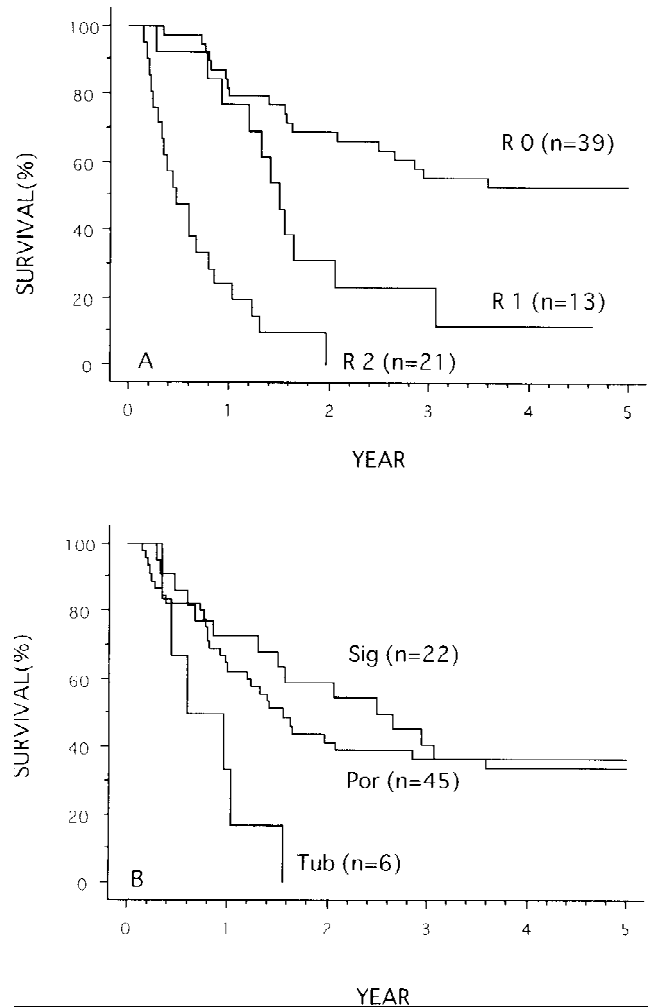 100
80
60
40
20
0
SURVIVAL(%)
R 0 (n=39)
R 1 (n=13)
R 2 (n=21)
A
0 1 2 3 4 5
YEAR
100
80
60
40
20
0
SURVIVAL(%)
Sig (n=22)
Por (n=45)
Tub (n=6)
B
0 1 2 3 4 5
YEAR